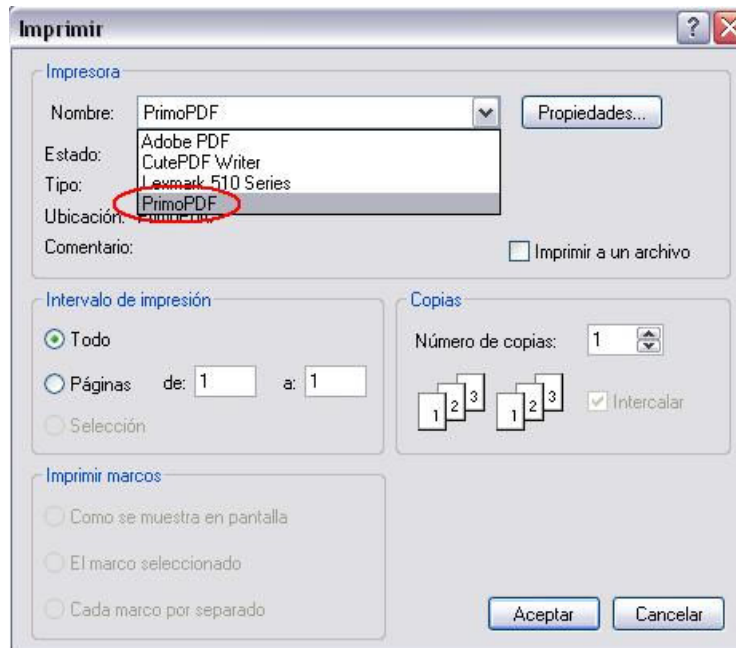 Imprimir
Impresora
Nombre: PrimoPDF Propiedades...
Adobe PDF
Estado:
CutePDF Writer
Tipo:
Lexmark 510 Series
PrimoPDF
Ubicación: PrimoPDF
Comentario:
Imprimir a un archivo
Intervalo de impresión
Todo
Páginas de: 1 a: 1
Selección
Copias
Número de copias: 1
1 2 3 1 2 3
Intercalar
Imprimir marcos
Como se muestra en pantalla
El marco seleccionado
Cada marco por separado
Aceptar Cancelar